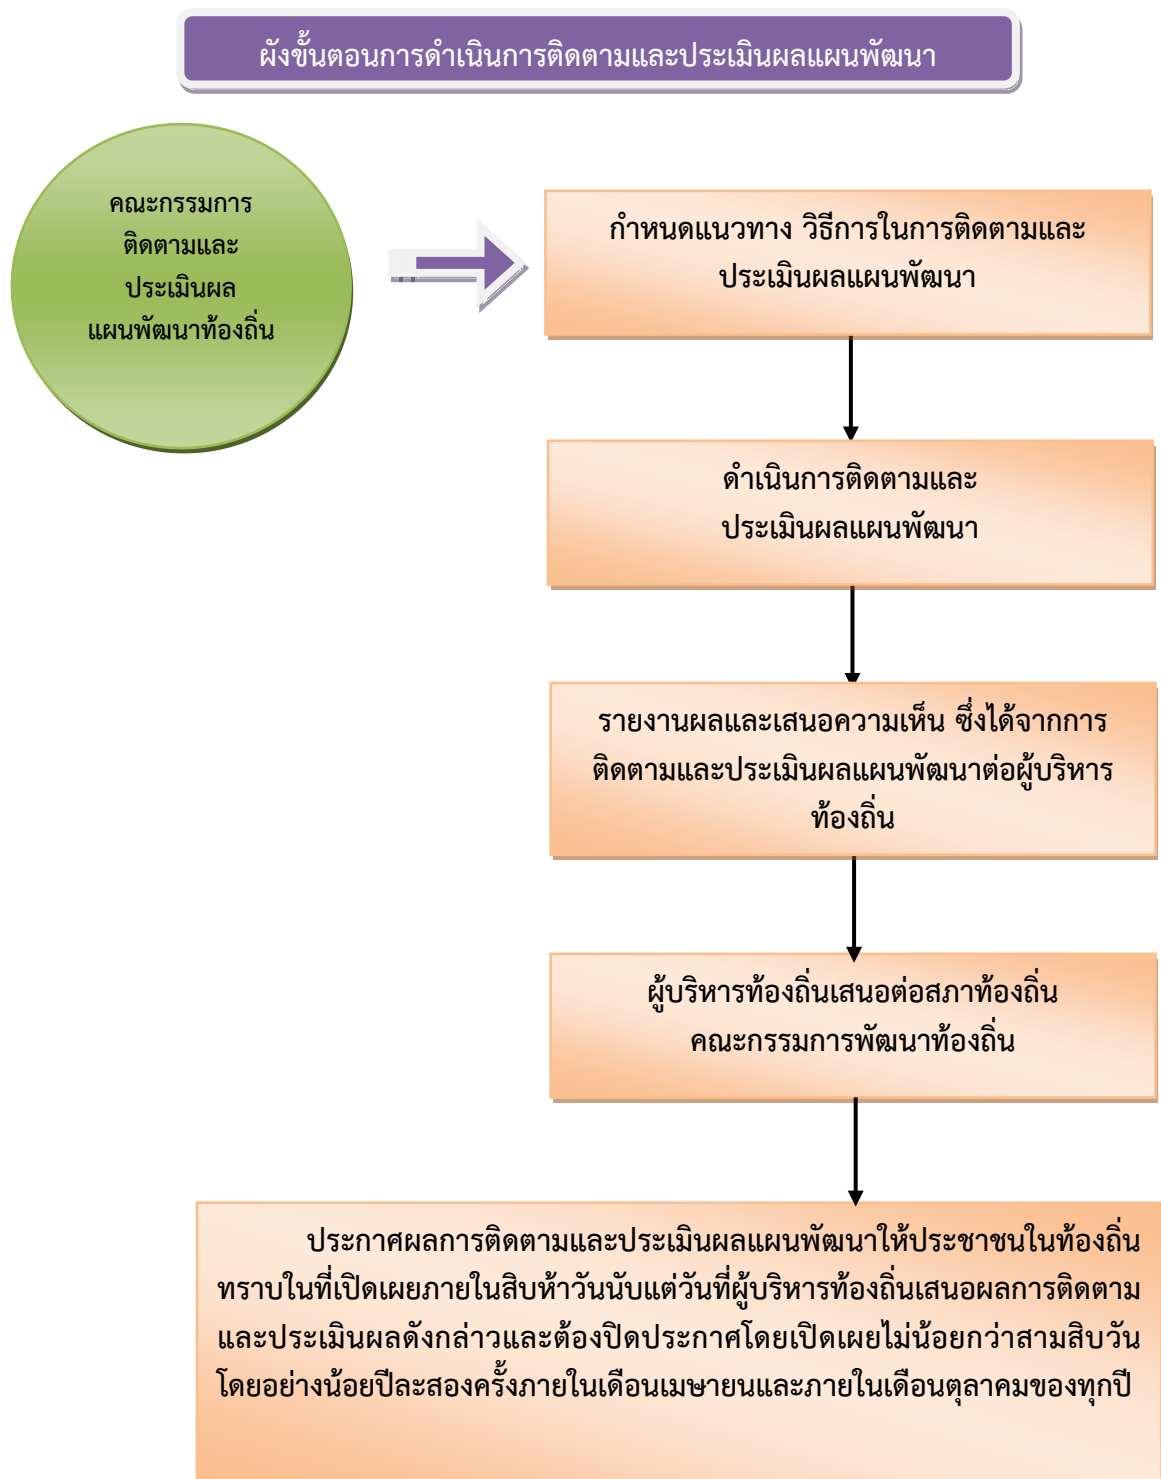 ผังขั้นตอนการดำเนินการติดตามและประเมินผลแผนพัฒนา
คณะกรรมการ
ติดตามและ
ประเมินผล
แผนพัฒนาท้องถิ่น
กำหนดแนวทาง วิธีการในการติดตามและ
ประเมินผลแผนพัฒนา
ดำเนินการติดตามและ
ประเมินผลแผนพัฒนา
รายงานผลและเสนอความเห็น ซึ่งได้จากการ
ติดตามและประเมินผลแผนพัฒนาต่อผู้บริหาร
ท้องถิ่น
ผู้บริหารท้องถิ่นเสนอต่อสภาท้องถิ่น
คณะกรรมการพัฒนาท้องถิ่น
ประกาศผลการติดตามและประเมินผลแผนพัฒนาให้ประชาชนในท้องถิ่น
ทราบในที่เปิดเผยภายในสิบห้าวันนับแต่วันที่ผู้บริหารท้องถิ่นเสนอผลการติดตาม
และประเมินผลดังกล่าวและต้องปิดประกาศโดยเปิดเผยไม่น้อยกว่าสามสิบวัน
โดยอย่างน้อยปีละสองครั้งภายในเดือนเมษายนและภายในเดือนตุลาคมของทุกปี